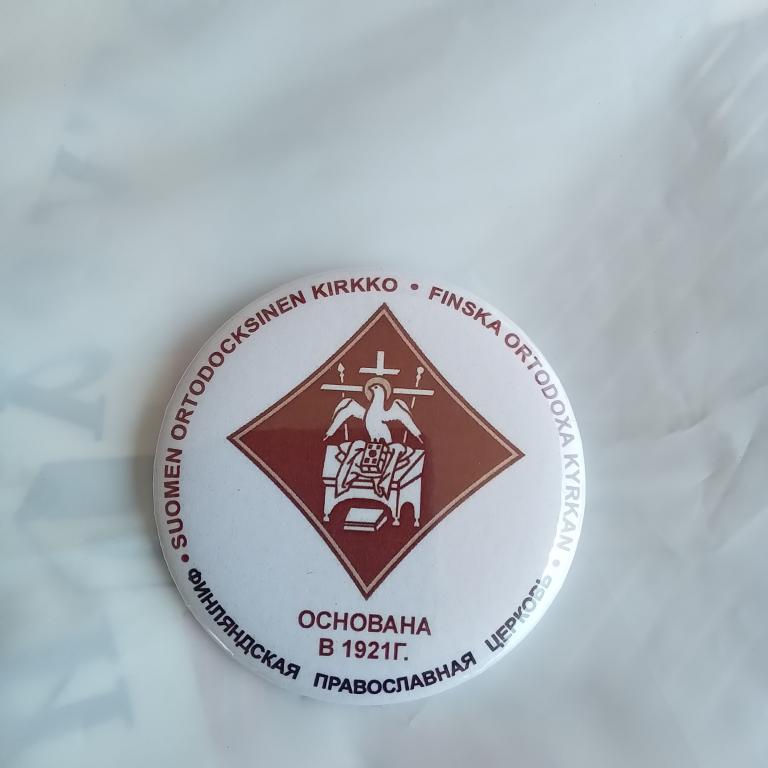 • SUOMEN ORTODOCKSINEN KIRKKO • FINSKA ORTODOXA KYRKAN •
ОСНОВАНА
В 1921Г.
ФИНЛЯНДСКАЯ ПРАВОСЛАВНАЯ ЦЕРКОВЬ